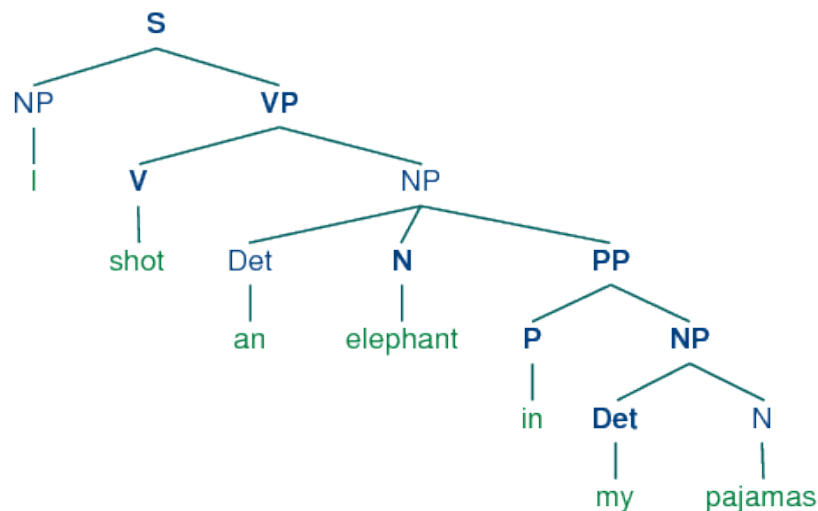 S
NP VP
I V NP
shot Det N PP
an elephant P NP
in Det N
my pajamas